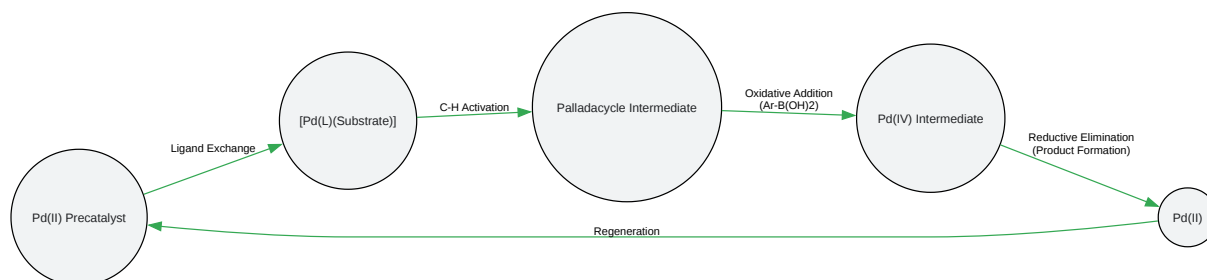 Pd(II) Precatalyst
Ligand Exchange
[Pd(L)(Substrate)]
C-H Activation
Palladacycle Intermediate
Oxidative Addition
(Ar-B(OH)2)
Pd(IV) Intermediate
Reductive Elimination
(Product Formation)
Pd(II)
Regeneration